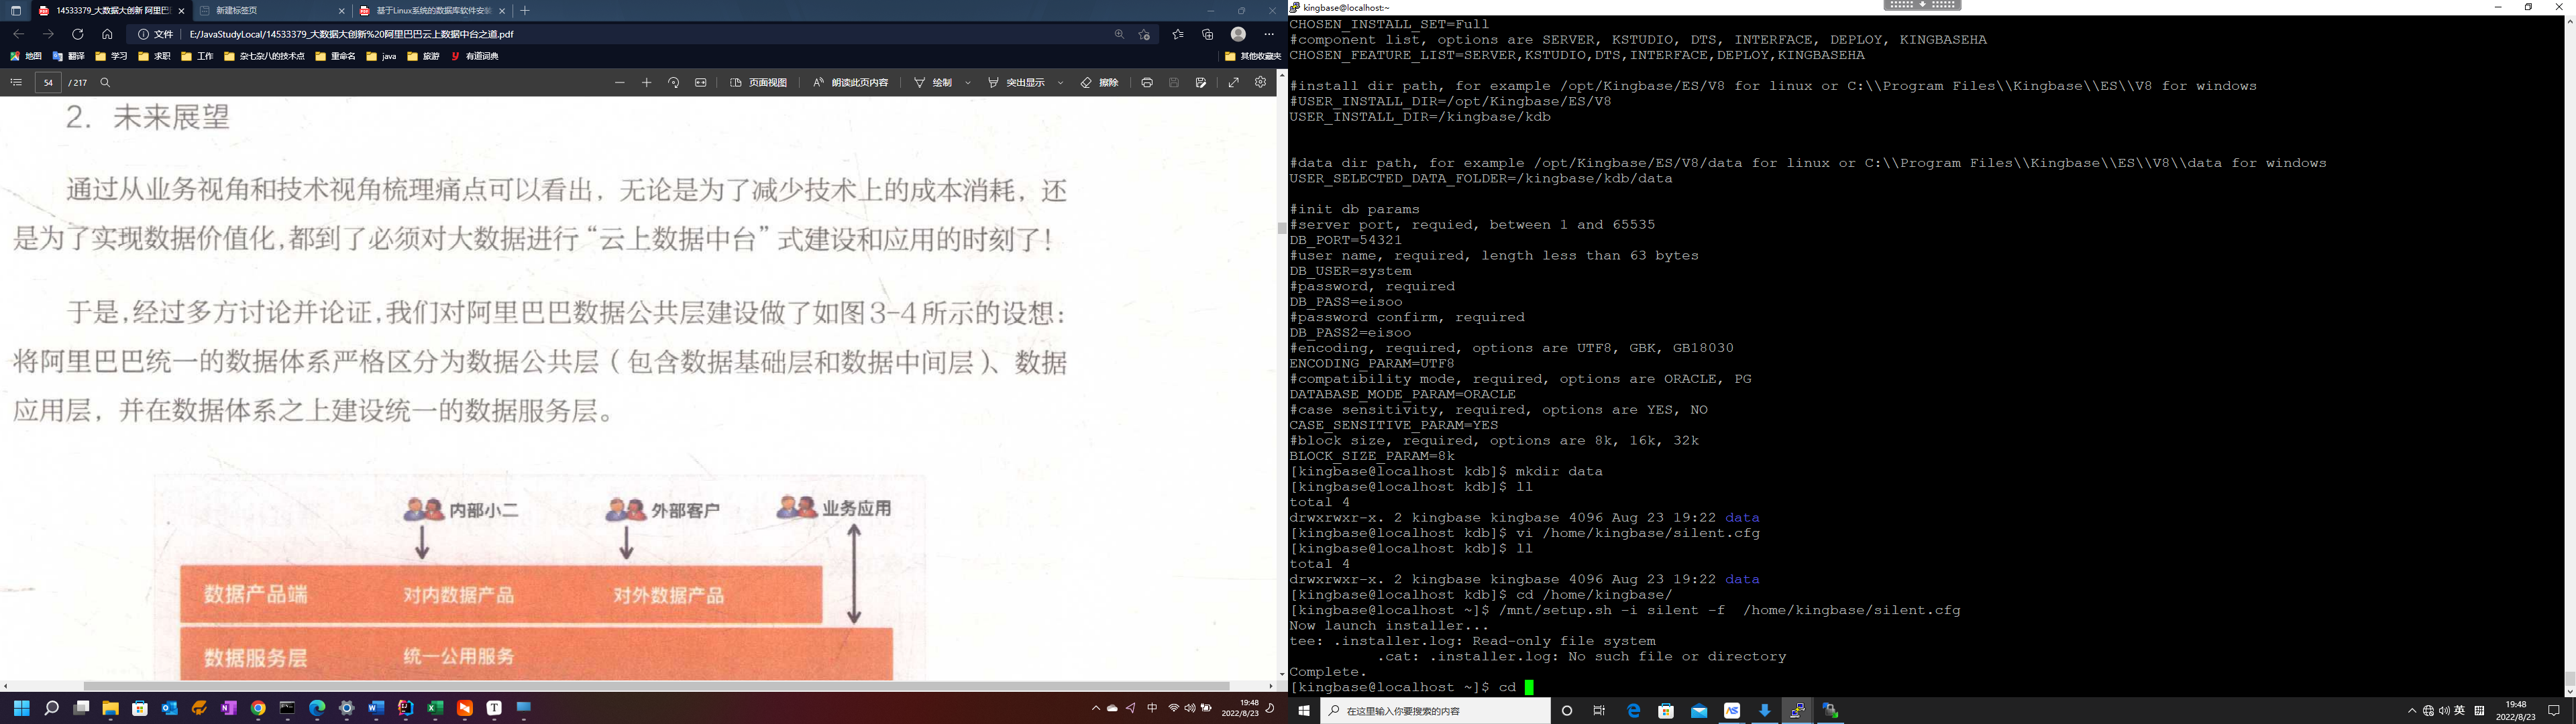 14533379_大数据大创新 阿里巴
新建标签页
基于Linux系统的数据库软件安装
文件
E:/JavaStudyLocal/14533379_大数据大创新%20阿里巴巴云上数据中台之道.pdf
地图 翻译 学习 求职 工作 杂七杂八的技术点 重命名 java 旅游 有道词典 其他收藏夹
54 / 217 页面视图 朗读此页内容 绘制 突出显示 擦除
2. 未来展望
通过从业务视角和技术视角梳理痛点可以看出，无论是为了减少技术上的成本消耗，还
是为了实现数据价值化，都到了必须对大数据进行“云上数据中台”式建设和应用的时刻了！
于是，经过多方讨论并论证，我们对阿里巴巴数据公共层建设做了如图3-4所示的设想：
将阿里巴巴统一的数据体系严格区分为数据公共层（包含数据基础层和数据中间层）、数据
应用层，并在数据体系之上建设统一的数据服务层。
内部小二 外部客户 业务应用
数据产品端 对内数据产品 对外数据产品
数据服务层 统一公用服务
中
19:48
2022/8/23
kingbase@localhost:~
CHOSEN_INSTALL_SET=Full
#component list, options are SERVER, KSTUDIO, DTS, INTERFACE, DEPLOY, KINGBASEHA
CHOSEN_FEATURE_LIST=SERVER,KSTUDIO,DTS,INTERFACE,DEPLOY,KINGBASEHA
#install dir path, for example /opt/Kingbase/ES/V8 for linux or C:\\Program Files\\Kingbase\\ES\\V8 for windows
#USER_INSTALL_DIR=/opt/Kingbase/ES/V8
USER_INSTALL_DIR=/kingbase/kdb
#data dir path, for example /opt/Kingbase/ES/V8/data for linux or C:\\Program Files\\Kingbase\\ES\\V8\\data for windows
USER_SELECTED_DATA_FOLDER=/kingbase/kdb/data
#init db params
#server port, requied, between 1 and 65535
DB_PORT=54321
#user name, required, length less than 63 bytes
DB_USER=system
#password, required
DB_PASS=eisoo
#password confirm, required
DB_PASS2=eisoo
#encoding, required, options are UTF8, GBK, GB18030
ENCODING_PARAM=UTF8
#compatibility mode, required, options are ORACLE, PG
DATABASE_MODE_PARAM=ORACLE
#case sensitivity, required, options are YES, NO
CASE_SENSITIVE_PARAM=YES
#block size, required, options are 8k, 16k, 32k
BLOCK_SIZE_PARAM=8k
[kingbase@localhost kdb]$ mkdir data
[kingbase@localhost kdb]$ ll
total 4
drwxrwxr-x. 2 kingbase kingbase 4096 Aug 23 19:22 data
[kingbase@localhost kdb]$ vi /home/kingbase/silent.cfg
[kingbase@localhost kdb]$ ll
total 4
drwxrwxr-x. 2 kingbase kingbase 4096 Aug 23 19:22 data
[kingbase@localhost kdb]$ cd /home/kingbase/
[kingbase@localhost ~]$ /mnt/setup.sh -i silent -f  /home/kingbase/silent.cfg
Now launch installer...
tee: .installer.log: Read-only file system
.cat: .installer.log: No such file or directory
Complete.
[kingbase@localhost ~]$ cd
在这里输入你要搜索的内容
英
19:48
2022/8/23